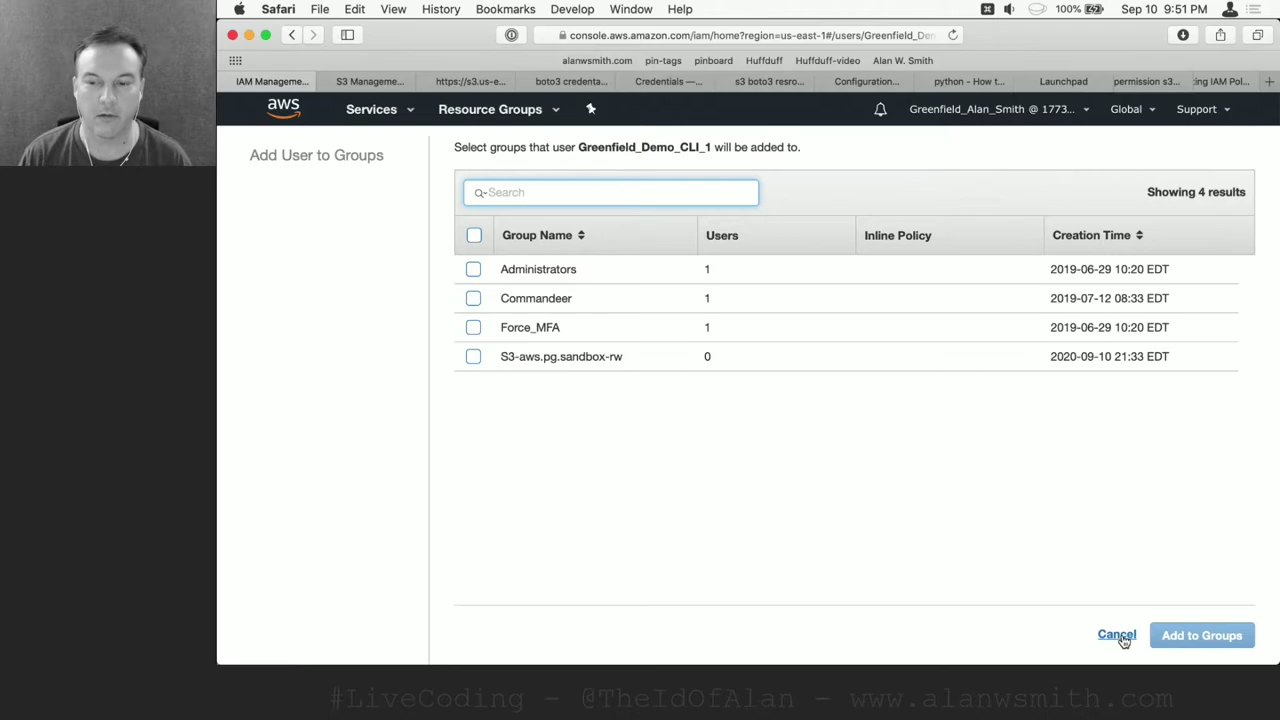 Safari File Edit View History Bookmarks Develop Window Help 100% Sep 10 9:51 PM
console.aws.amazon.com/iam/home?region=us-east-1#/users/Greenfield_De
alanwsmith.com pin-tags pinboard Huffduff Huffduff-video Alan W. Smith
IAM Manageme... S3 Manageme... https://s3.us-e... boto3 credenta... Credentials —... s3 boto3 resro... Configuration... python - How t... Launchpad permission s3... ting IAM Pol...
aws Services Resource Groups Greenfield_Alan_Smith @ 1773... Global Support
Add User to Groups
Select groups that user Greenfield_Demo_CLI_1 will be added to.
Search Showing 4 results
Group Name Users Inline Policy Creation Time
Administrators 1 2019-06-29 10:20 EDT
Commandeer 1 2019-07-12 08:33 EDT
Force_MFA 1 2019-06-29 10:20 EDT
S3-aws.pg.sandbox-rw 0 2020-09-10 21:33 EDT
Cancel Add to Groups
#LiveCoding - @TheIdOfAlan - www.alanwsmith.com